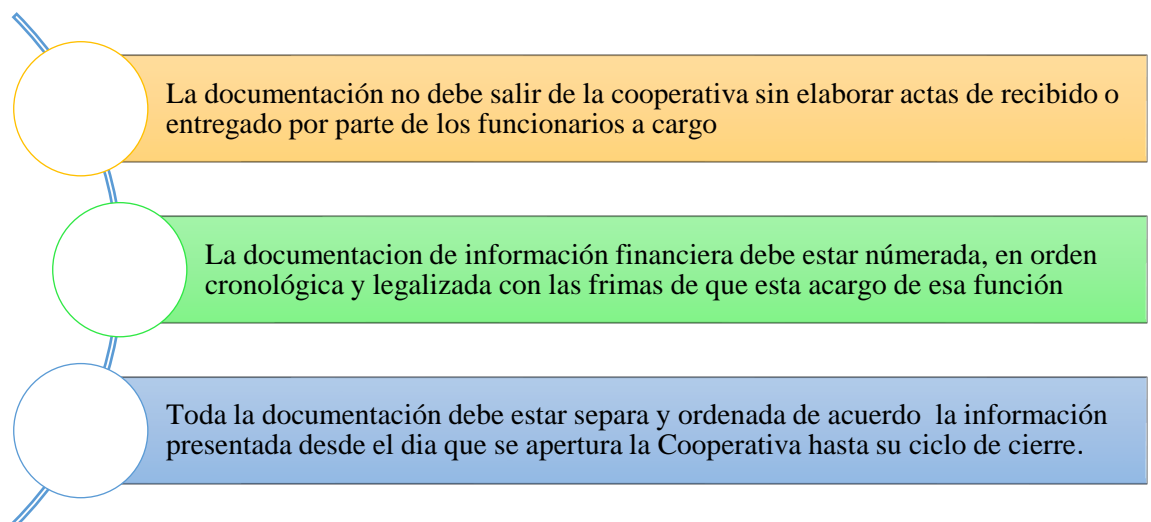 La documentación no debe salir de la cooperativa sin elaborar actas de recibido o
entregado por parte de los funcionarios a cargo
La documentacion de información financiera debe estar númerada, en orden
cronológica y legalizada con las frimas de que esta acargo de esa función
Toda la documentación debe estar separa y ordenada de acuerdo  la información
presentada desde el dia que se apertura la Cooperativa hasta su ciclo de cierre.